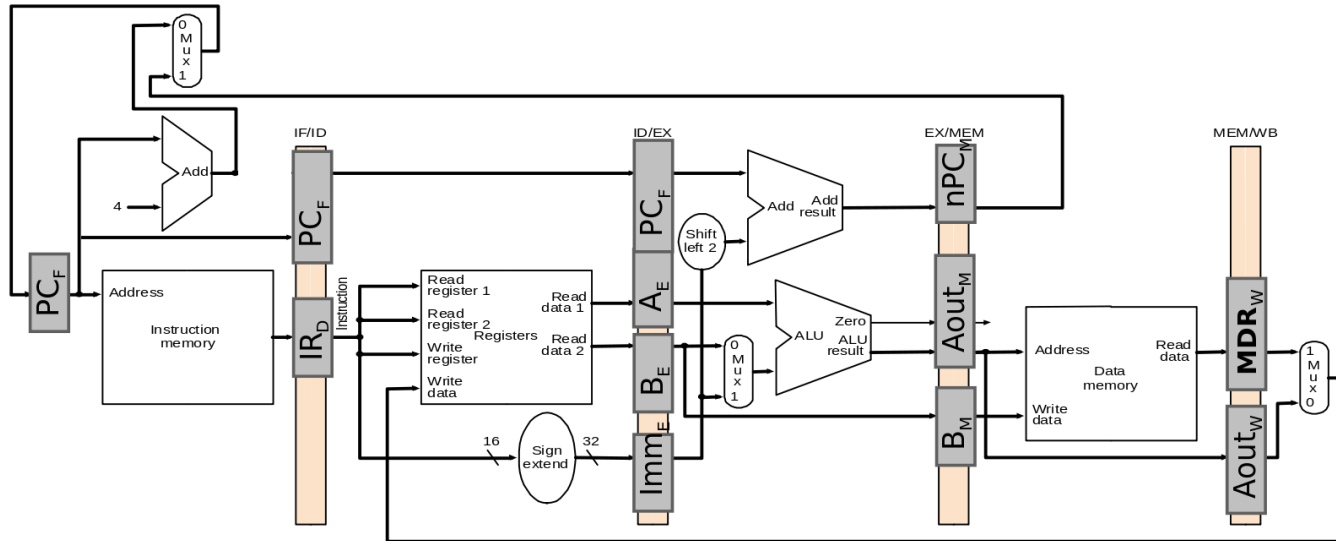 0
M
u
x
1
IF/ID
ID/EX
EX/MEM
MEM/WB
Add
4
PC_F
PC_F
PC_F
nPC_M
Add
Add
result
Shift
left 2
PC_F
Address
Instruction
memory
IR_D
Instruction
Read
register 1
Read
register 2
Write
register
Write
data
Registers
Read
data 1
Read
data 2
A_E
B_E
Imm_E
16
Sign
extend
32
0
M
u
x
1
ALU
Zero
ALU
result
Aout_M
B_M
Address
Write
data
Data
memory
Read
data
MDR_W
Aout_W
1
M
u
x
0